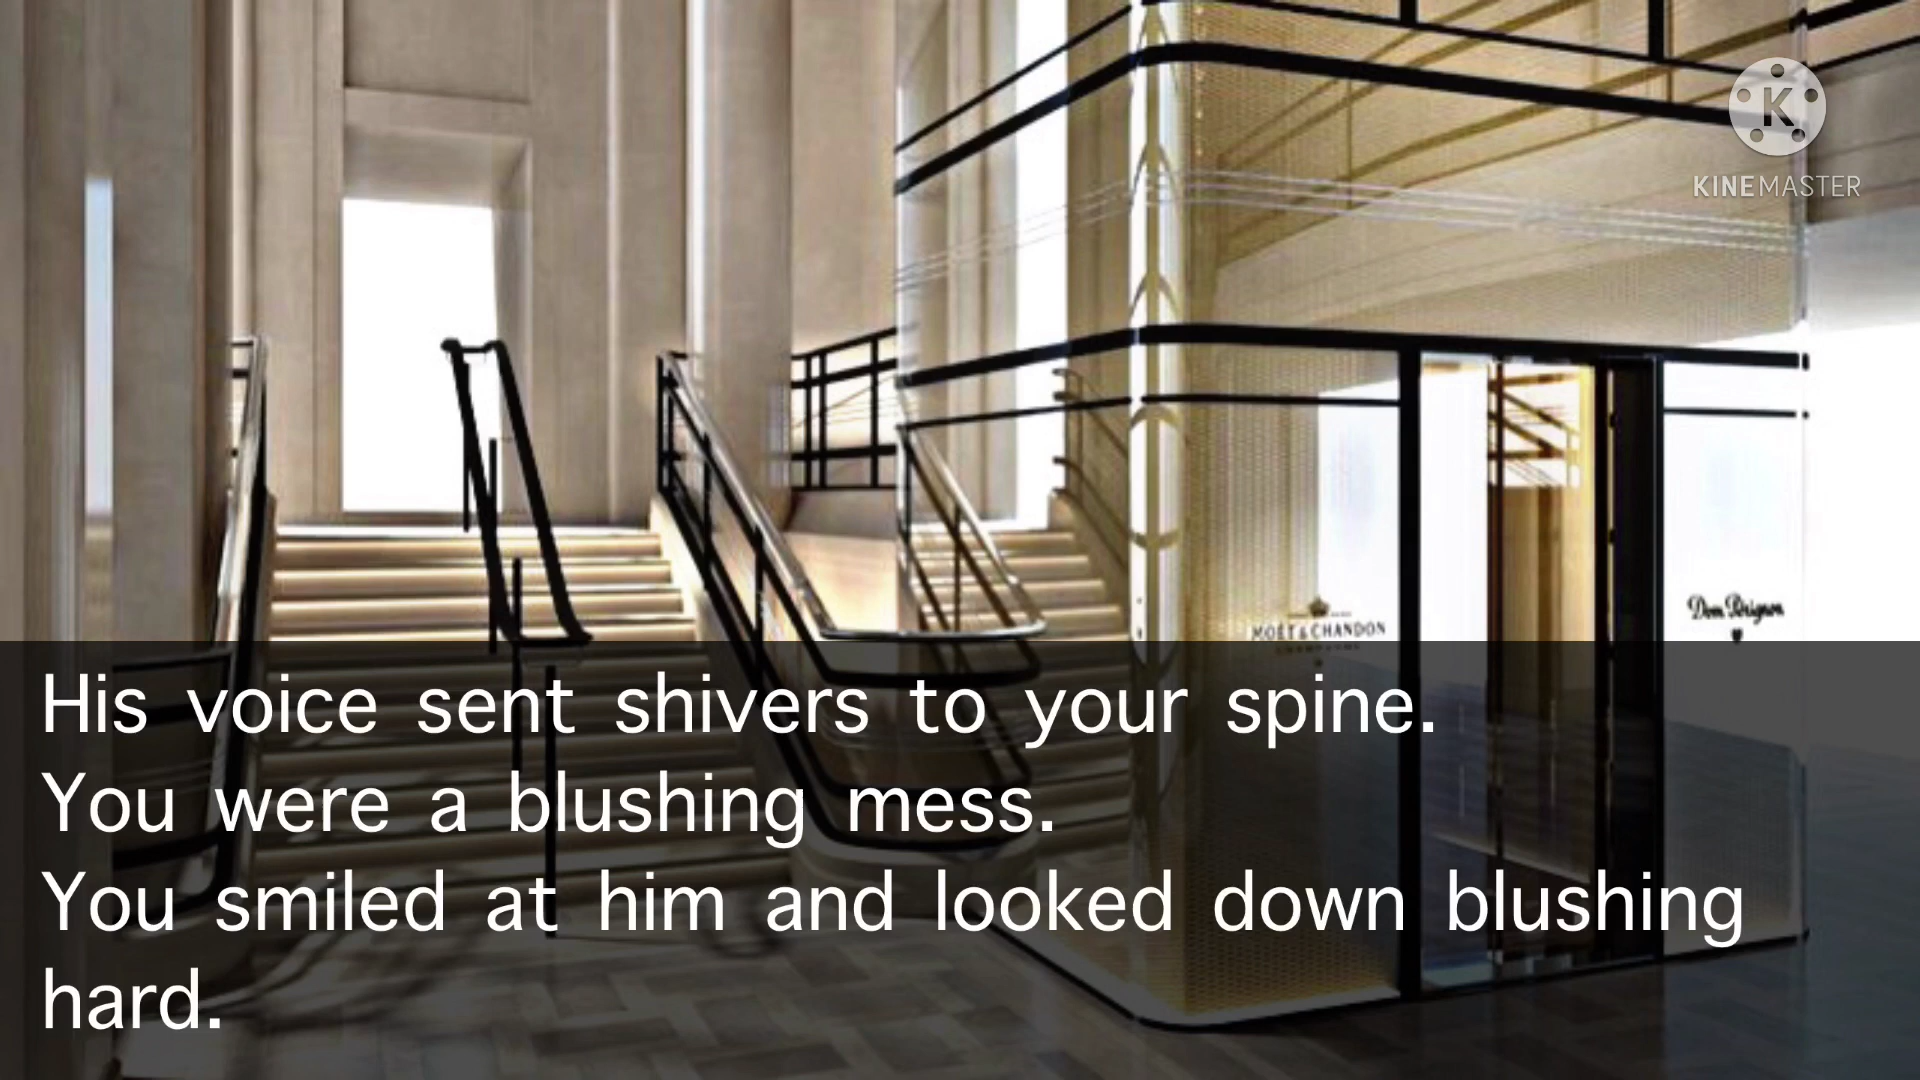 KINEMASTER
MOËT & CHANDON
CHAMPAGNE
Dom Pérignon
His voice sent shivers to your spine.
You were a blushing mess.
You smiled at him and looked down blushing
hard.